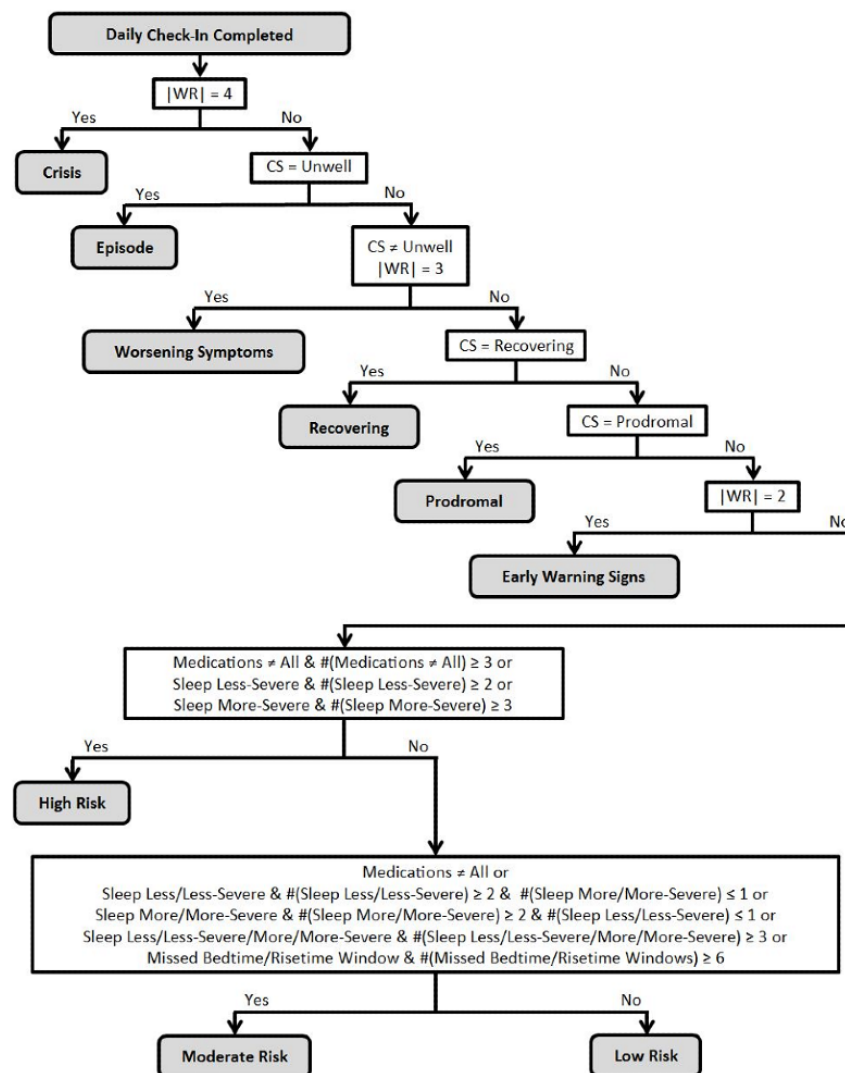 Daily Check-In Completed
|WR| = 4
Yes
No
Crisis
CS = Unwell
Yes
No
Episode
CS ≠ Unwell
|WR| = 3
Yes
No
Worsening Symptoms
CS = Recovering
Yes
No
Recovering
CS = Prodromal
Yes
No
Prodromal
|WR| = 2
Yes
No
Early Warning Signs
Medications ≠ All & #(Medications ≠ All) ≥ 3 or
Sleep Less-Severe & #(Sleep Less-Severe) ≥ 2 or
Sleep More-Severe & #(Sleep More-Severe) ≥ 3
Yes
No
High Risk
Medications ≠ All or
Sleep Less/Less-Severe & #(Sleep Less/Less-Severe) ≥ 2 & #(Sleep More/More-Severe) ≤ 1 or
Sleep More/More-Severe & #(Sleep More/More-Severe) ≥ 2 & #(Sleep Less/Less-Severe) ≤ 1 or
Sleep Less/Less-Severe/More/More-Severe & #(Sleep Less/Less-Severe/More/More-Severe) ≥ 3 or
Missed Bedtime/Risetime Window & #(Missed Bedtime/Risetime Windows) ≥ 6
Yes
No
Moderate Risk
Low Risk